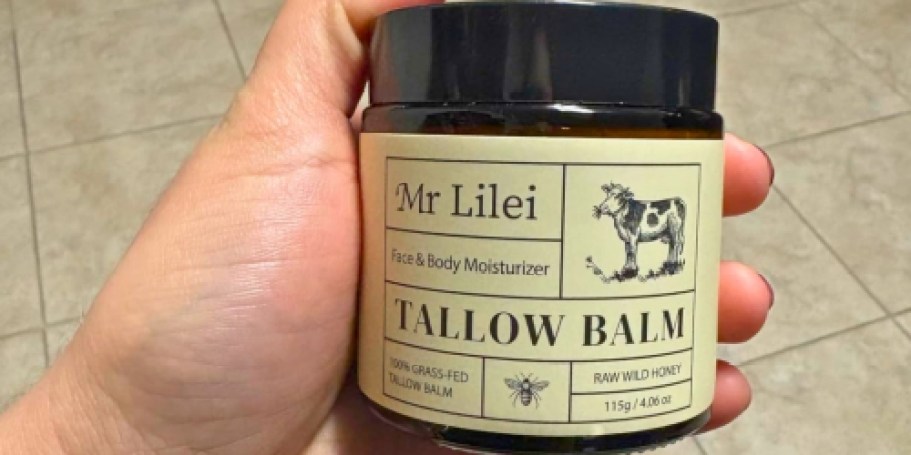 Mr Lilei
Face & Body Moisturizer
TALLOW BALM
100% GRASS-FED
TALLOW BALM
RAW WILD HONEY
115g / 4.06 oz